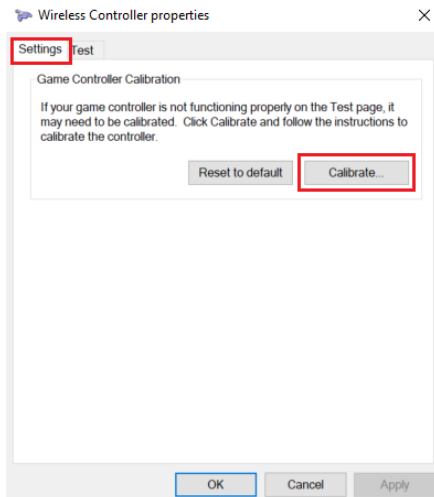 Wireless Controller properties
Settings Test
Game Controller Calibration
If your game controller is not functioning properly on the Test page, it
may need to be calibrated. Click Calibrate and follow the instructions to
calibrate the controller.
Reset to default Calibrate...
OK Cancel Apply